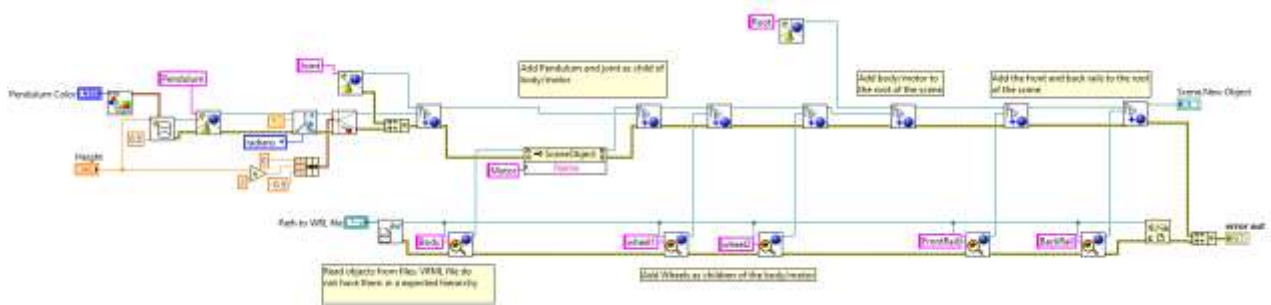 Root
Joint
Add Pendulum and joint as child of
body/motor
Add body/motor to
the root of the scene
Add the front and back rails to the root
of the scene
Pendulum
Pendulum Color
Scene.New Object
radians
Height
SceneObject
Motor
Name
Path to WRL file
Body
wheel1
wheel2
FrontRail
BackRail
error out
Read objects from files. VRML file do
not have them in a expected hierarchy
Add Wheels as children of the body/motor